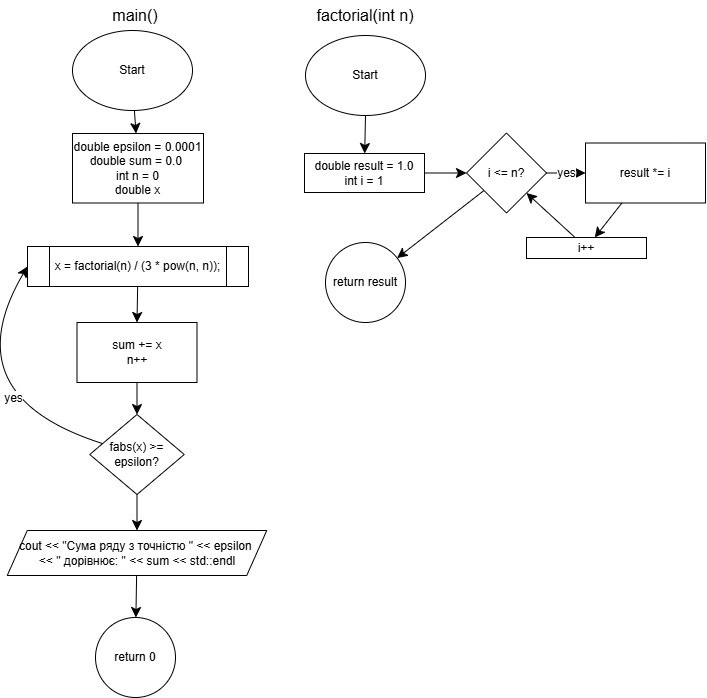 main()
Start
double epsilon = 0.0001
double sum = 0.0
int n = 0
double x
x = factorial(n) / (3 * pow(n, n));
sum += x
n++
yes
fabs(x) >=
epsilon?
cout << "Сума ряду з точністю " << epsilon
<< " дорівнює: " << sum << std::endl
return 0
factorial(int n)
Start
double result = 1.0
int i = 1
i <= n?
yes
result *= i
i++
return result